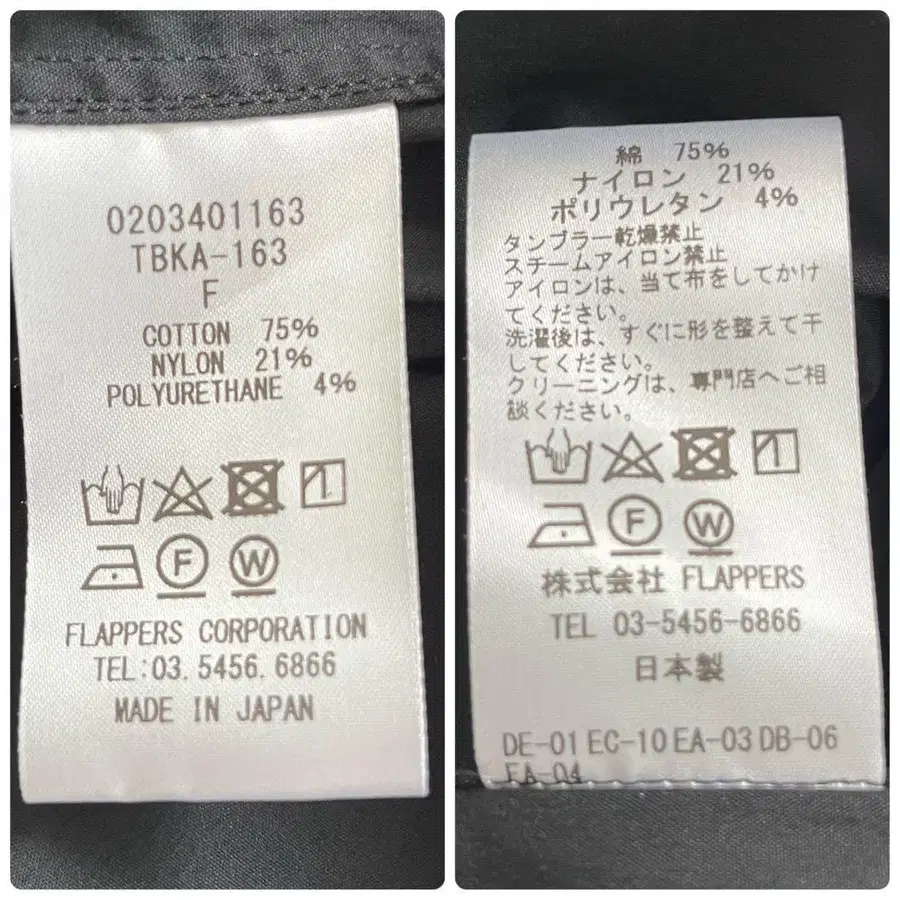 0203401163
TBKA-163
F
COTTON 75%
NYLON 21%
POLYURETHANE 4%
F
W
FLAPPERS CORPORATION
TEL:03.5456.6866
MADE IN JAPAN
綿 75%
ナイロン 21%
ポリウレタン 4%
タンブラー乾燥禁止
スチームアイロン禁止
アイロンは、当て布をしてかけ
てください。
洗濯後は、すぐに形を整えて干
してください。
クリーニングは、専門店へご相
談ください。
F
W
株式会社 FLAPPERS
TEL 03-5456-6866
日本製
DE-01 EC-10 EA-03 DB-06